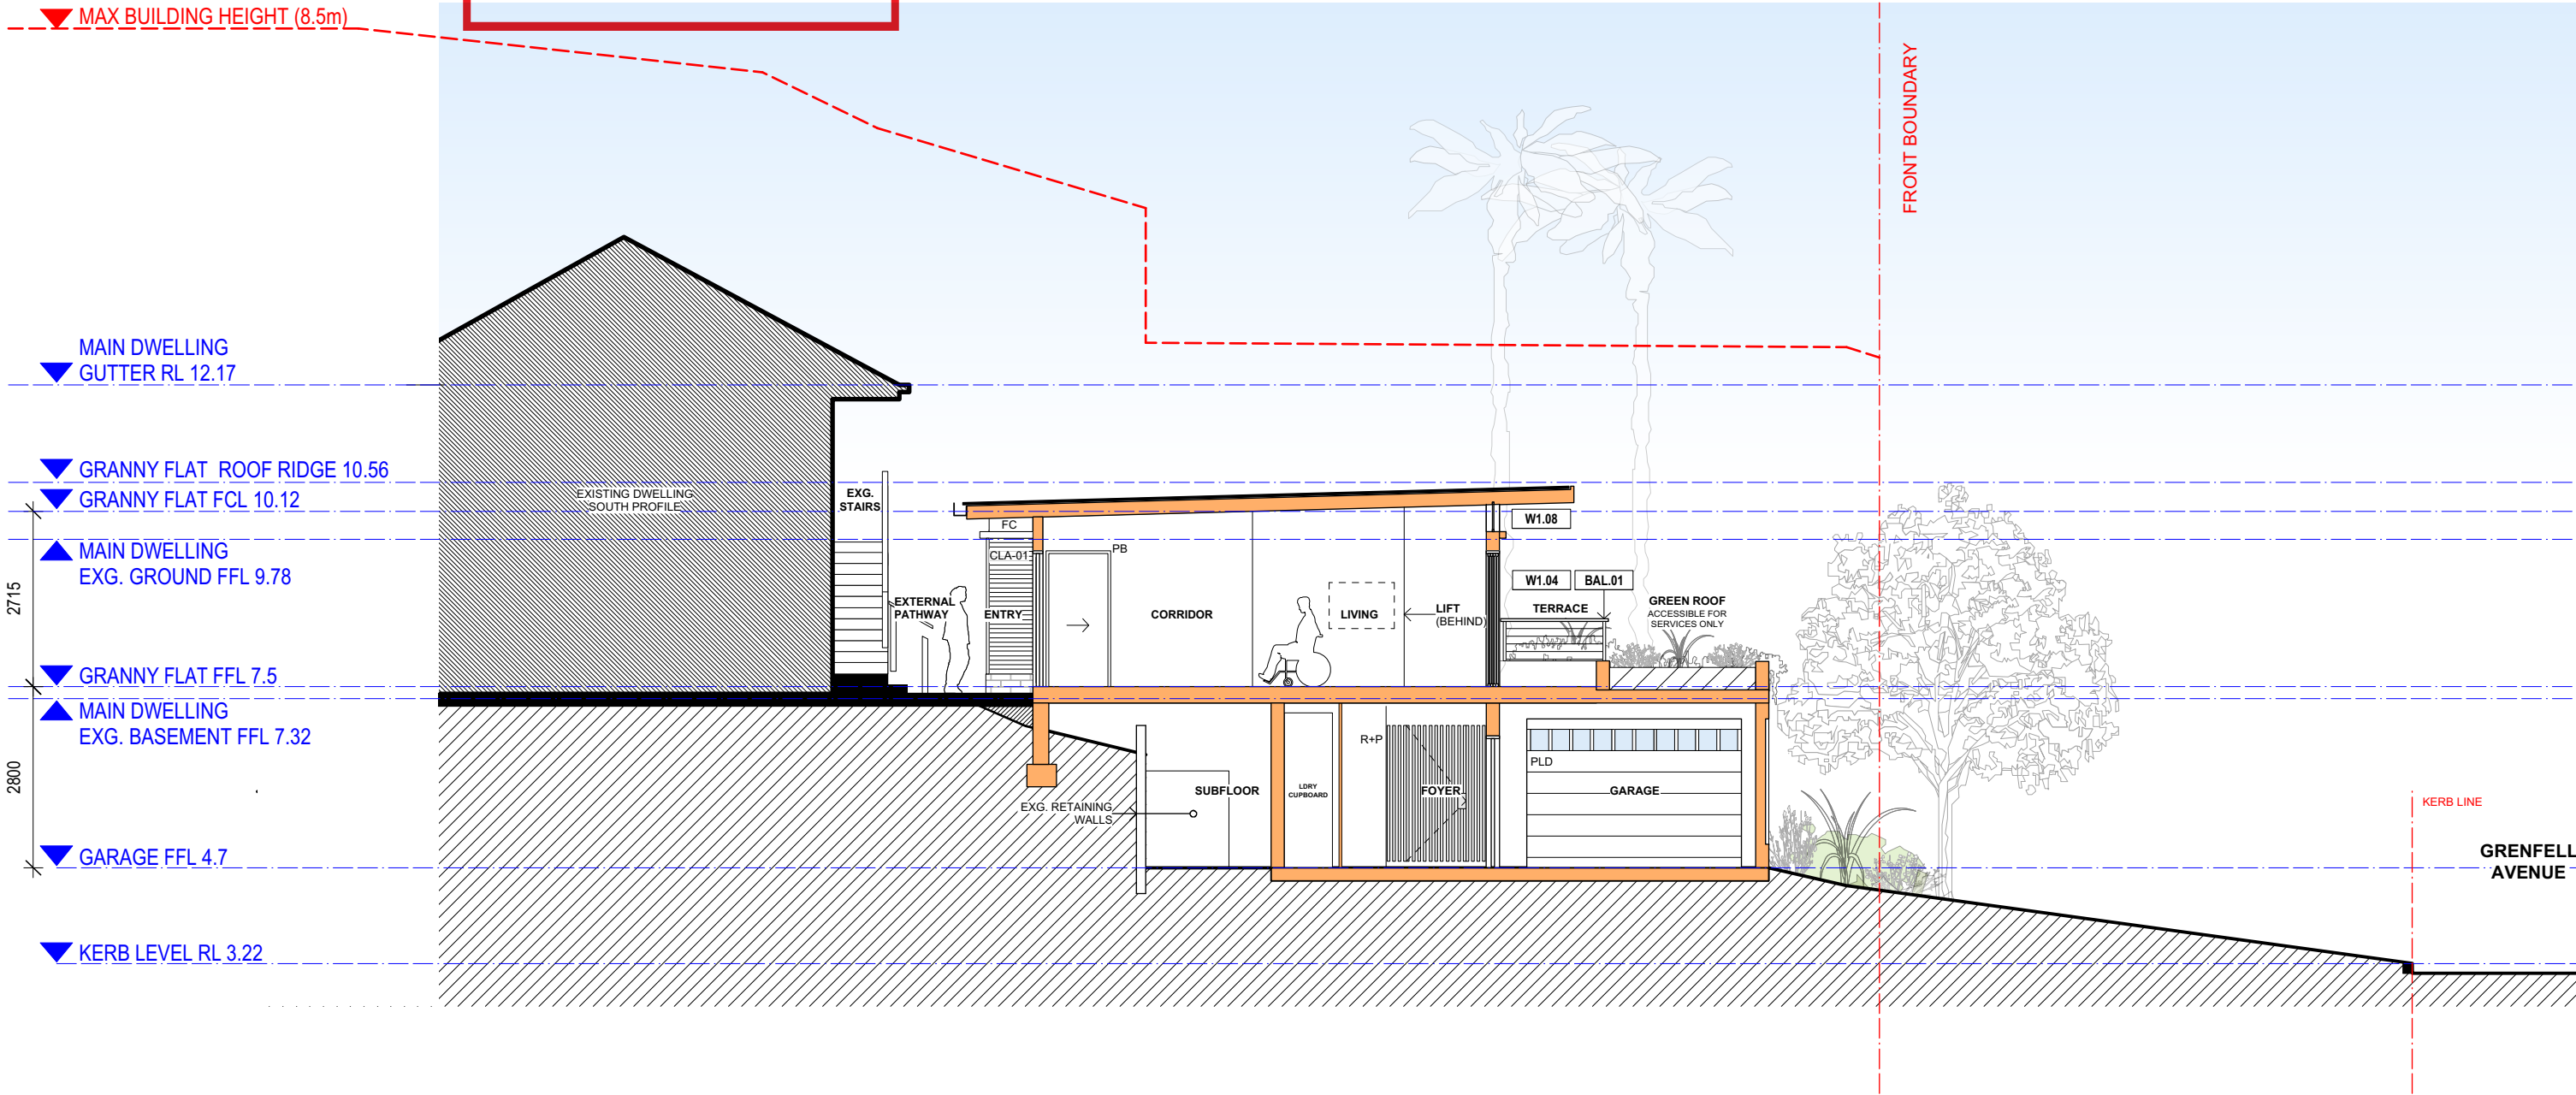 MAX BUILDING HEIGHT (8.5m)
FRONT BOUNDARY
MAIN DWELLING
GUTTER RL 12.17
GRANNY FLAT ROOF RIDGE 10.56
GRANNY FLAT FCL 10.12
MAIN DWELLING
EXG. GROUND FFL 9.78
2715
GRANNY FLAT FFL 7.5
MAIN DWELLING
EXG. BASEMENT FFL 7.32
2800
GARAGE FFL 4.7
KERB LEVEL RL 3.22
EXISTING DWELLING
SOUTH PROFILE
EXG.
STAIRS
FC
CLA-01
PB
W1.08
EXTERNAL
PATHWAY
ENTRY
CORRIDOR
LIVING
LIFT
(BEHIND)
W1.04
BAL.01
TERRACE
GREEN ROOF
ACCESSIBLE FOR
SERVICES ONLY
R+P
PLD
EXG. RETAINING
WALLS
SUBFLOOR
LDRY
CUPBOARD
FOYER
GARAGE
KERB LINE
GRENFELL
AVENUE